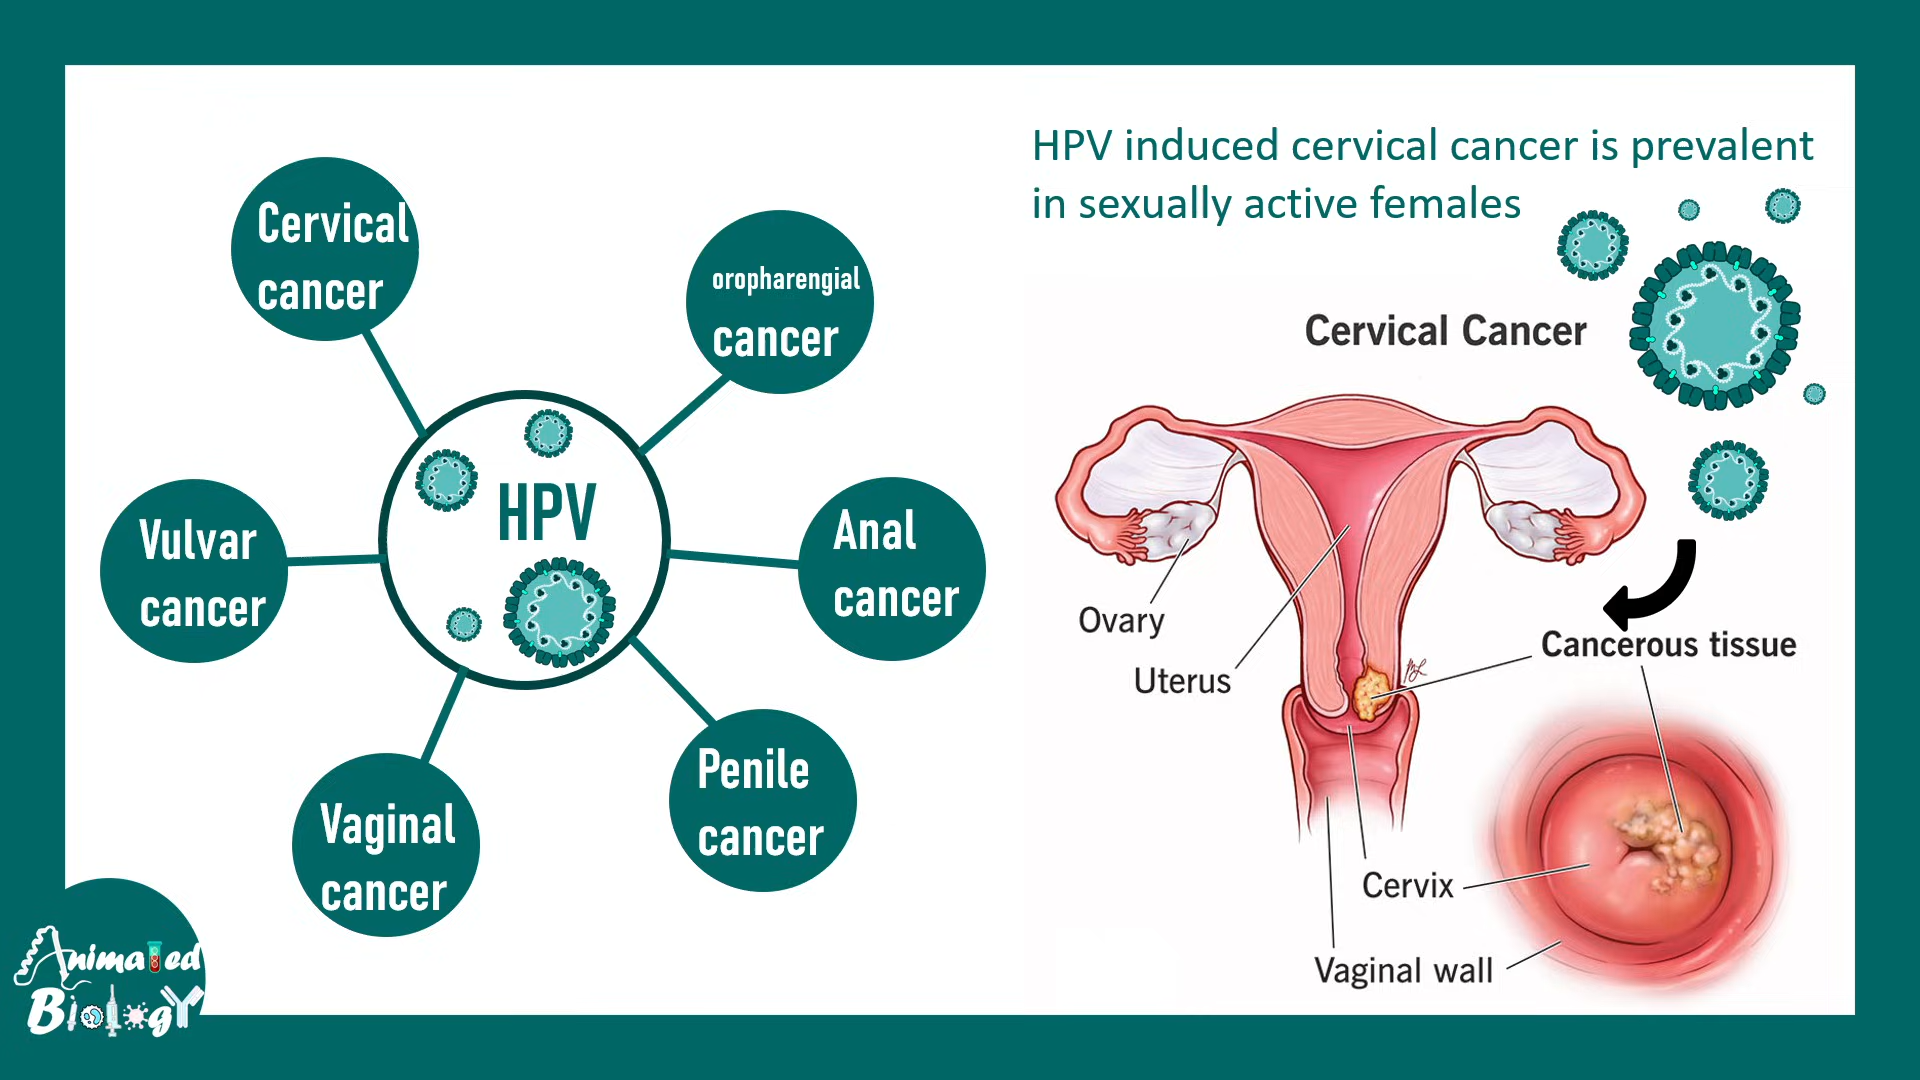 HPV induced cervical cancer is prevalent
in sexually active females
Cervical
cancer
oropharengial
cancer
HPV
Vulvar
cancer
Anal
cancer
Vaginal
cancer
Penile
cancer
Cervical Cancer
Ovary
Uterus
Cancerous tissue
Cervix
Vaginal wall
Animated
Biology